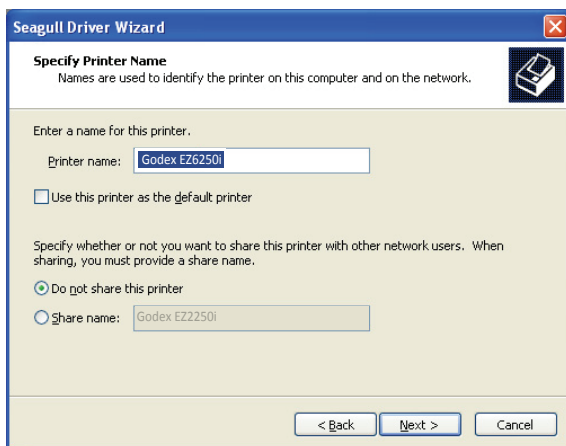 Seagull Driver Wizard
Specify Printer Name
Names are used to identify the printer on this computer and on the network.
Enter a name for this printer.
Printer name: Godex EZ6250i
Use this printer as the default printer
Specify whether or not you want to share this printer with other network users. When
sharing, you must provide a share name.
Do not share this printer
Share name: Godex EZ2250i
< Back Next > Cancel